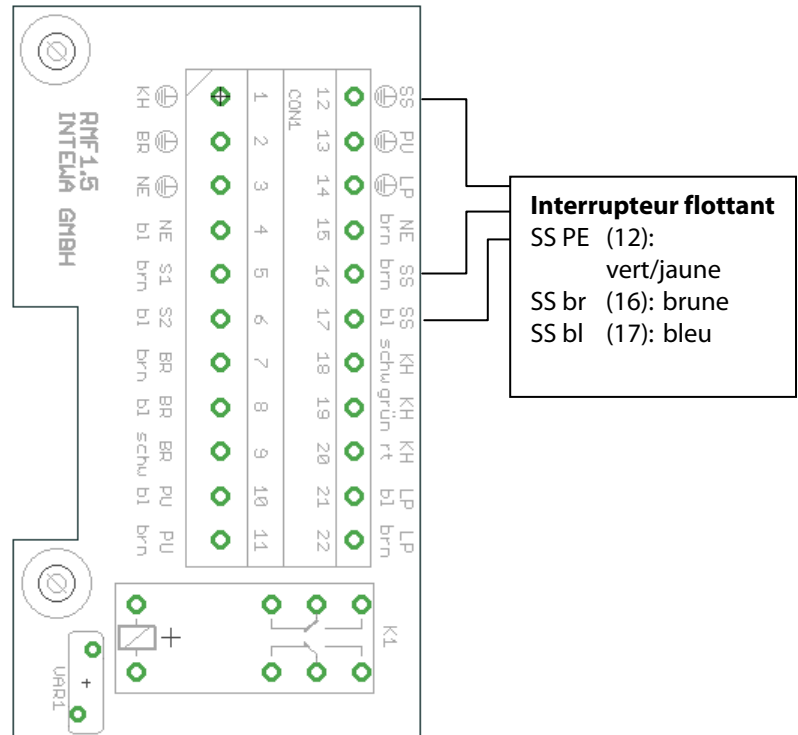 KH ⏚ 1 12 ⏚ SS
BR ⏚ 2 13 ⏚ PU
NE ⏚ 3 14 ⏚ LP
bl NE 4 15 brn NE
brn S1 5 16 brn SS
bl S2 6 17 bl SS
brn BR 7 18 schw KH
bl BR 8 19 grün KH
schw BR 9 20 rt KH
bl PU 10 21 bl LP
brn PU 11 22 brn LP
CON1
RMF1.5
INTEWA GMBH
K1
+
VAR1
+
Interrupteur flottant
SS PE (12):
vert/jaune
SS br (16): brune
SS bl (17): bleu